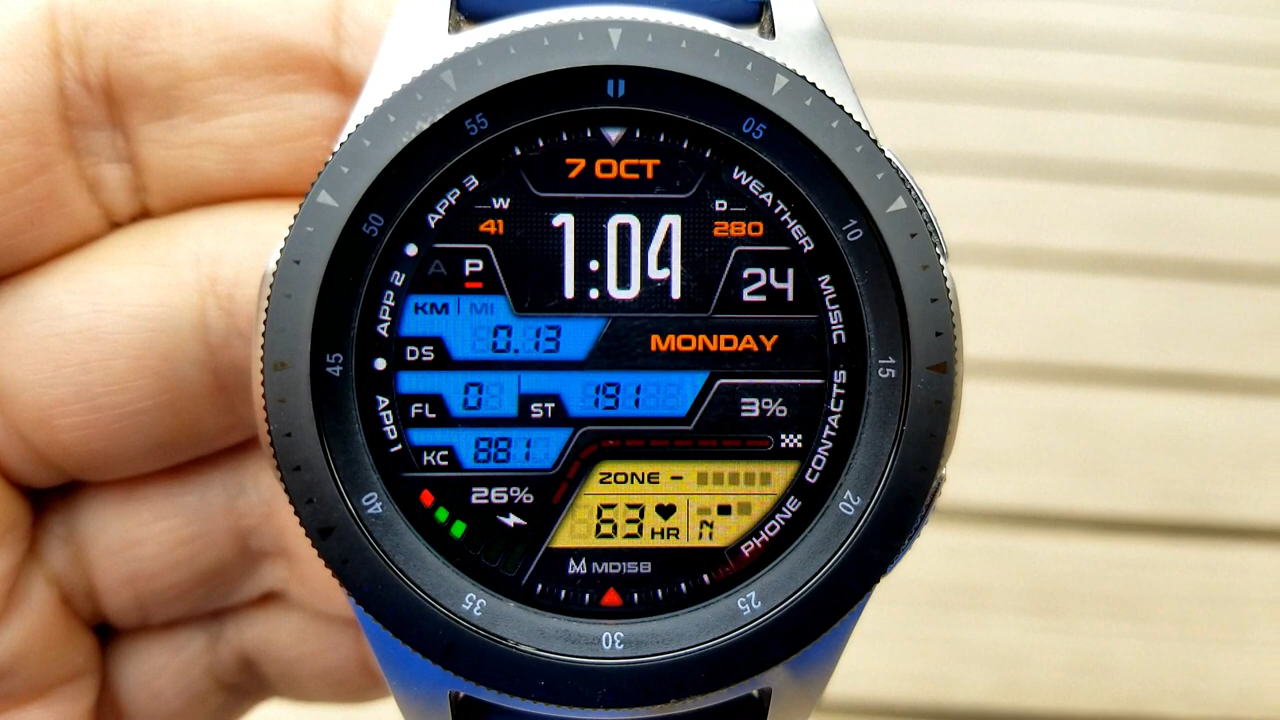 55
05
50
10
45
15
40
20
35
25
30
7 OCT
APP 3
WEATHER
W
D
41
1:04
280
A P
24
APP 2
MUSIC
KM | MI
DS 0.13
MONDAY
FL 0
ST 191
3%
APP 1
CONTACTS
KC 881
26%
ZONE -
63 HR
N
PHONE
MD158